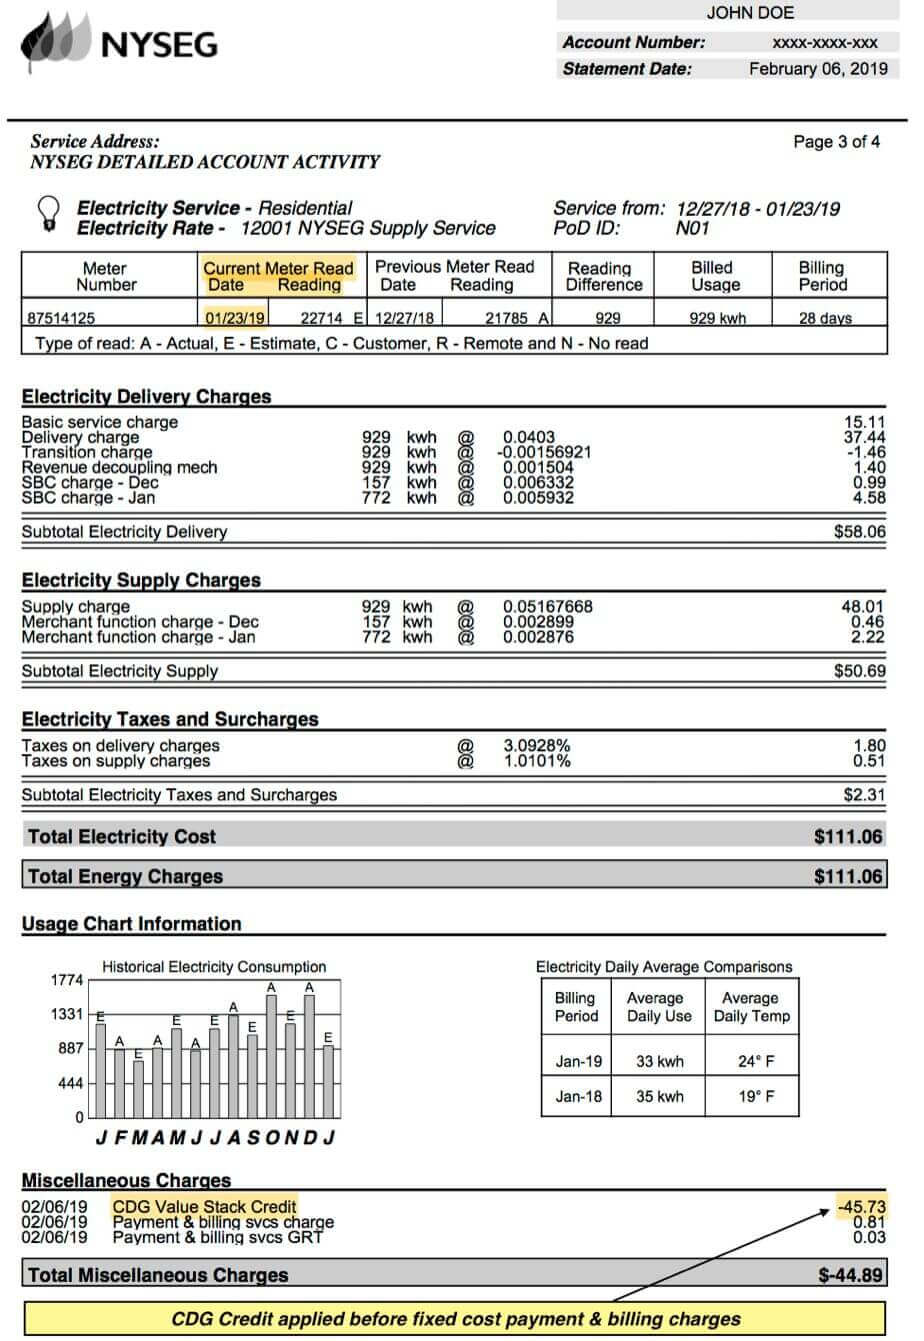 NYSEG
JOHN DOE
Account Number: xxxx-xxxx-xxx
Statement Date: February 06, 2019
Service Address:
Page 3 of 4
NYSEG DETAILED ACCOUNT ACTIVITY
Electricity Service - Residential
Service from: 12/27/18 - 01/23/19
Electricity Rate - 12001 NYSEG Supply Service
PoD ID: N01
Meter Current Meter Read Previous Meter Read Reading Billed Billing
Number Date Reading Date Reading Difference Usage Period
87514125 01/23/19 22714 E 12/27/18 21785 A 929 929 kwh 28 days
Type of read: A - Actual, E - Estimate, C - Customer, R - Remote and N - No read
Electricity Delivery Charges
Basic service charge 15.11
Delivery charge 929 kwh @ 0.0403 37.44
Transition charge 929 kwh @ -0.00156921 -1.46
Revenue decoupling mech 929 kwh @ 0.001504 1.40
SBC charge - Dec 157 kwh @ 0.006332 0.99
SBC charge - Jan 772 kwh @ 0.005932 4.58
Subtotal Electricity Delivery $58.06
Electricity Supply Charges
Supply charge 929 kwh @ 0.05167668 48.01
Merchant function charge - Dec 157 kwh @ 0.002899 0.46
Merchant function charge - Jan 772 kwh @ 0.002876 2.22
Subtotal Electricity Supply $50.69
Electricity Taxes and Surcharges
Taxes on delivery charges @ 3.0928% 1.80
Taxes on supply charges @ 1.0101% 0.51
Subtotal Electricity Taxes and Surcharges $2.31
Total Electricity Cost $111.06
Total Energy Charges $111.06
Usage Chart Information
Historical Electricity Consumption
1774
1331
887
444
0
E A E A E A E A E A E A E
J F M A M J J A S O N D J
Electricity Daily Average Comparisons
Billing Average Average
Period Daily Use Daily Temp
Jan-19 33 kwh 24° F
Jan-18 35 kwh 19° F
Miscellaneous Charges
02/06/19 CDG Value Stack Credit -45.73
02/06/19 Payment & billing svcs charge 0.81
02/06/19 Payment & billing svcs GRT 0.03
Total Miscellaneous Charges $-44.89
CDG Credit applied before fixed cost payment & billing charges